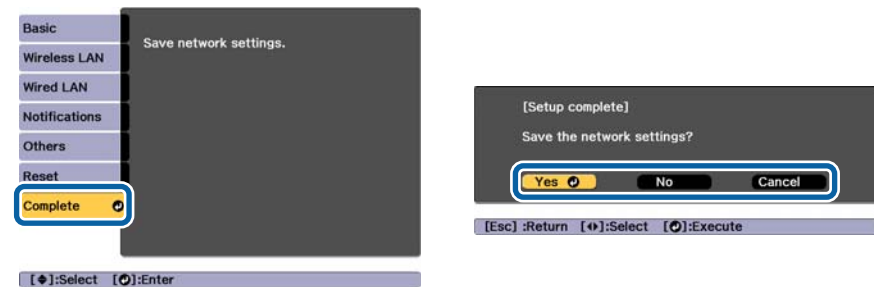 Basic
Save network settings.
Wireless LAN
Wired LAN
Notifications
Others
Reset
Complete
[◆]:Select [⏎]:Enter
[Setup complete]
Save the network settings?
Yes No Cancel
[Esc] :Return [◂▸]:Select [⏎]:Execute